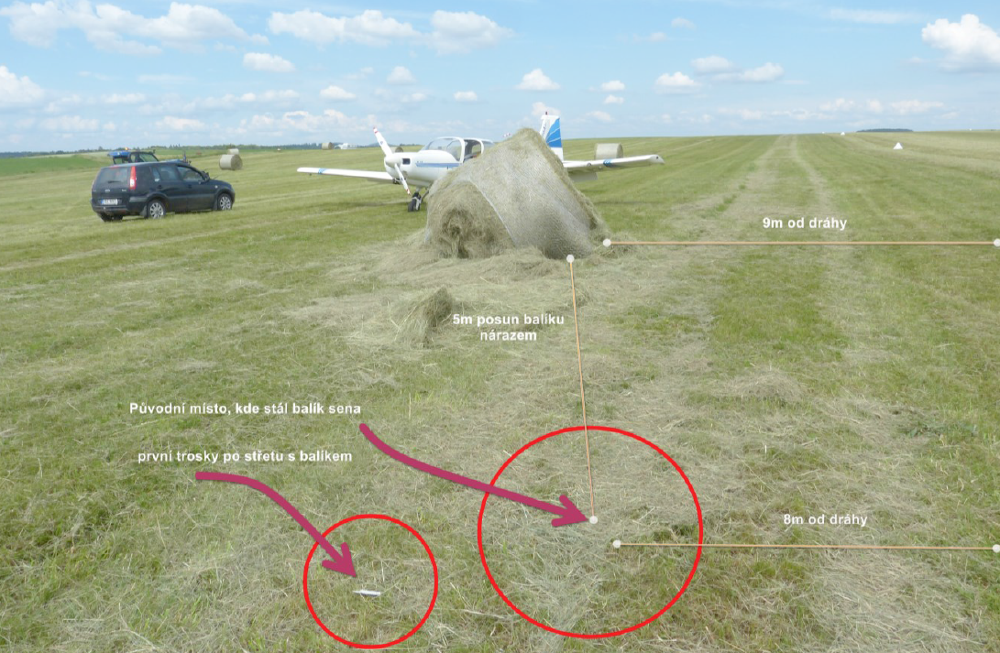 9m od dráhy
5m posun balíku
nárazem
Původní místo, kde stál balík sena
první trosky po střetu s balíkem
8m od dráhy